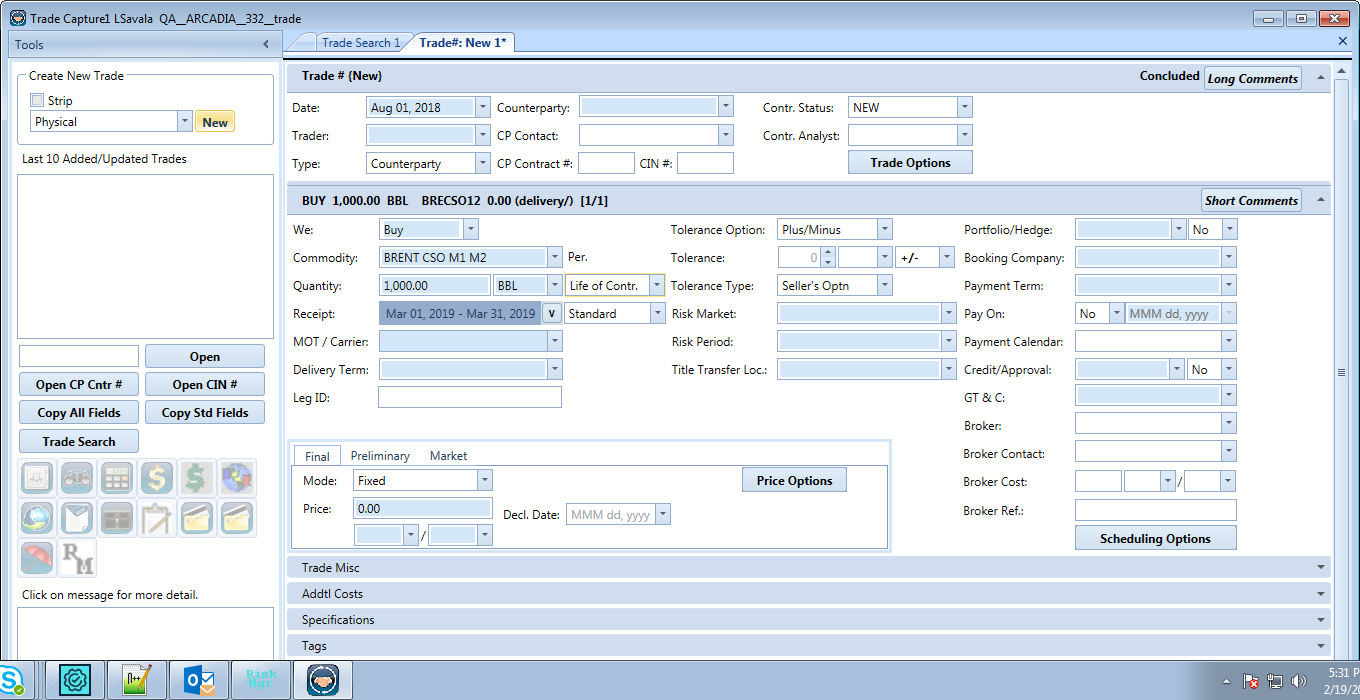 Trade Capture1 LSavala QA__ARCADIA__332__trade
Tools
Trade Search 1
Trade#: New 1*
Create New Trade
Strip
Physical
New
Last 10 Added/Updated Trades
Open
Open CP Cntr #
Open CIN #
Copy All Fields
Copy Std Fields
Trade Search
RM
Click on message for more detail.
Trade # {New}
Concluded
Long Comments
Date: Aug 01, 2018 Counterparty: Contr. Status: NEW
Trader: CP Contact: Contr. Analyst:
Type: Counterparty CP Contract #: CIN #: Trade Options
BUY 1,000.00 BBL BRECSO12 0.00 (delivery/) [1/1]
Short Comments
We: Buy Tolerance Option: Plus/Minus Portfolio/Hedge: No
Commodity: BRENT CSO M1 M2 Per. Tolerance: 0 +/- Booking Company:
Quantity: 1,000.00 BBL Life of Contr. Tolerance Type: Seller's Optn Payment Term:
Receipt: Mar 01, 2019 - Mar 31, 2019 v Standard Risk Market: Pay On: No MMM dd, yyyy
MOT / Carrier: Risk Period: Payment Calendar:
Delivery Term: Title Transfer Loc.: Credit/Approval: No
Leg ID: GT & C:
Broker:
Broker Contact:
Broker Cost: /
Broker Ref.:
Scheduling Options
Final Preliminary Market
Mode: Fixed Price Options
Price: 0.00 Decl. Date: MMM dd, yyyy
/
Trade Misc
Addtl Costs
Specifications
Tags
Risk
Mgr
5:31 P
2/19/20